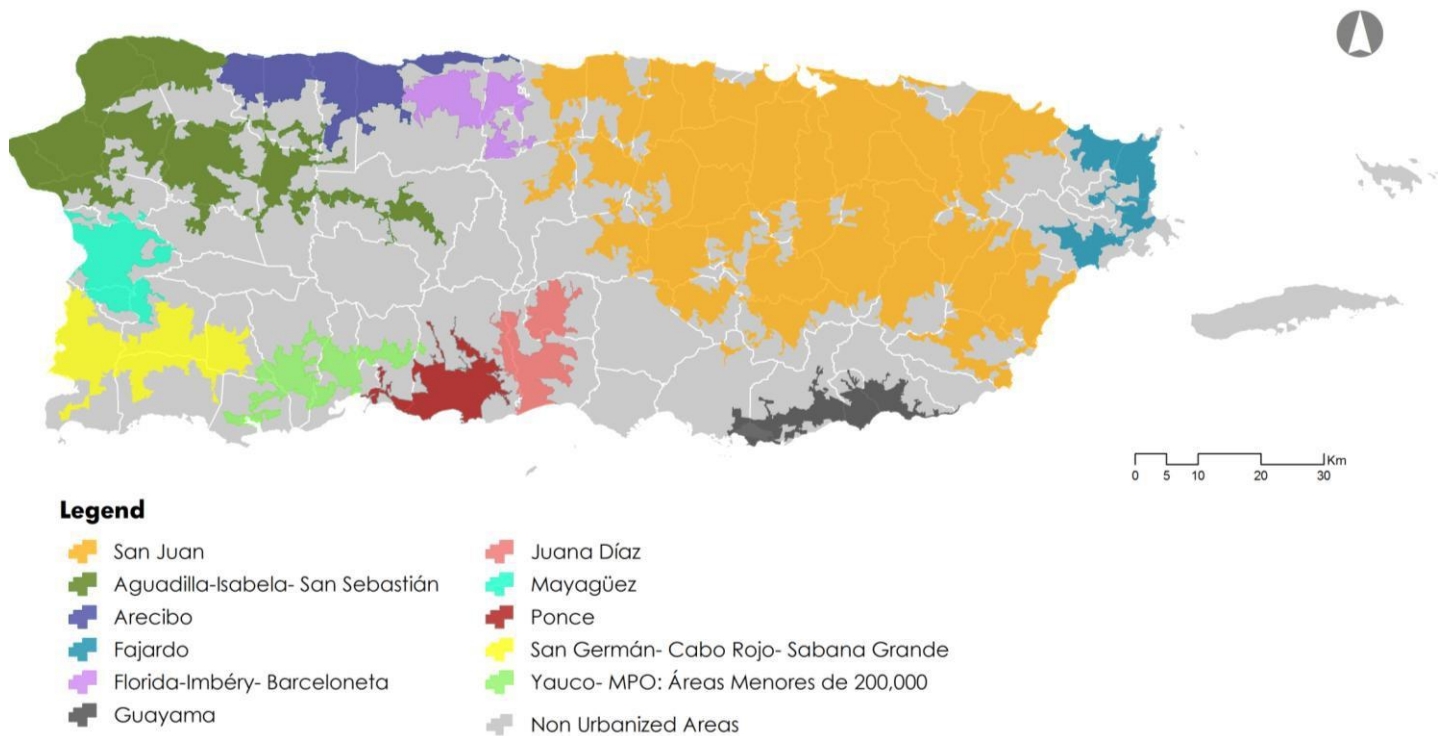 0 5 10 20 30 Km
Legend
San Juan
Aguadilla-Isabela- San Sebastián
Arecibo
Fajardo
Florida-Imbéry- Barceloneta
Guayama
Juana Díaz
Mayagüez
Ponce
San Germán- Cabo Rojo- Sabana Grande
Yauco- MPO: Áreas Menores de 200,000
Non Urbanized Areas